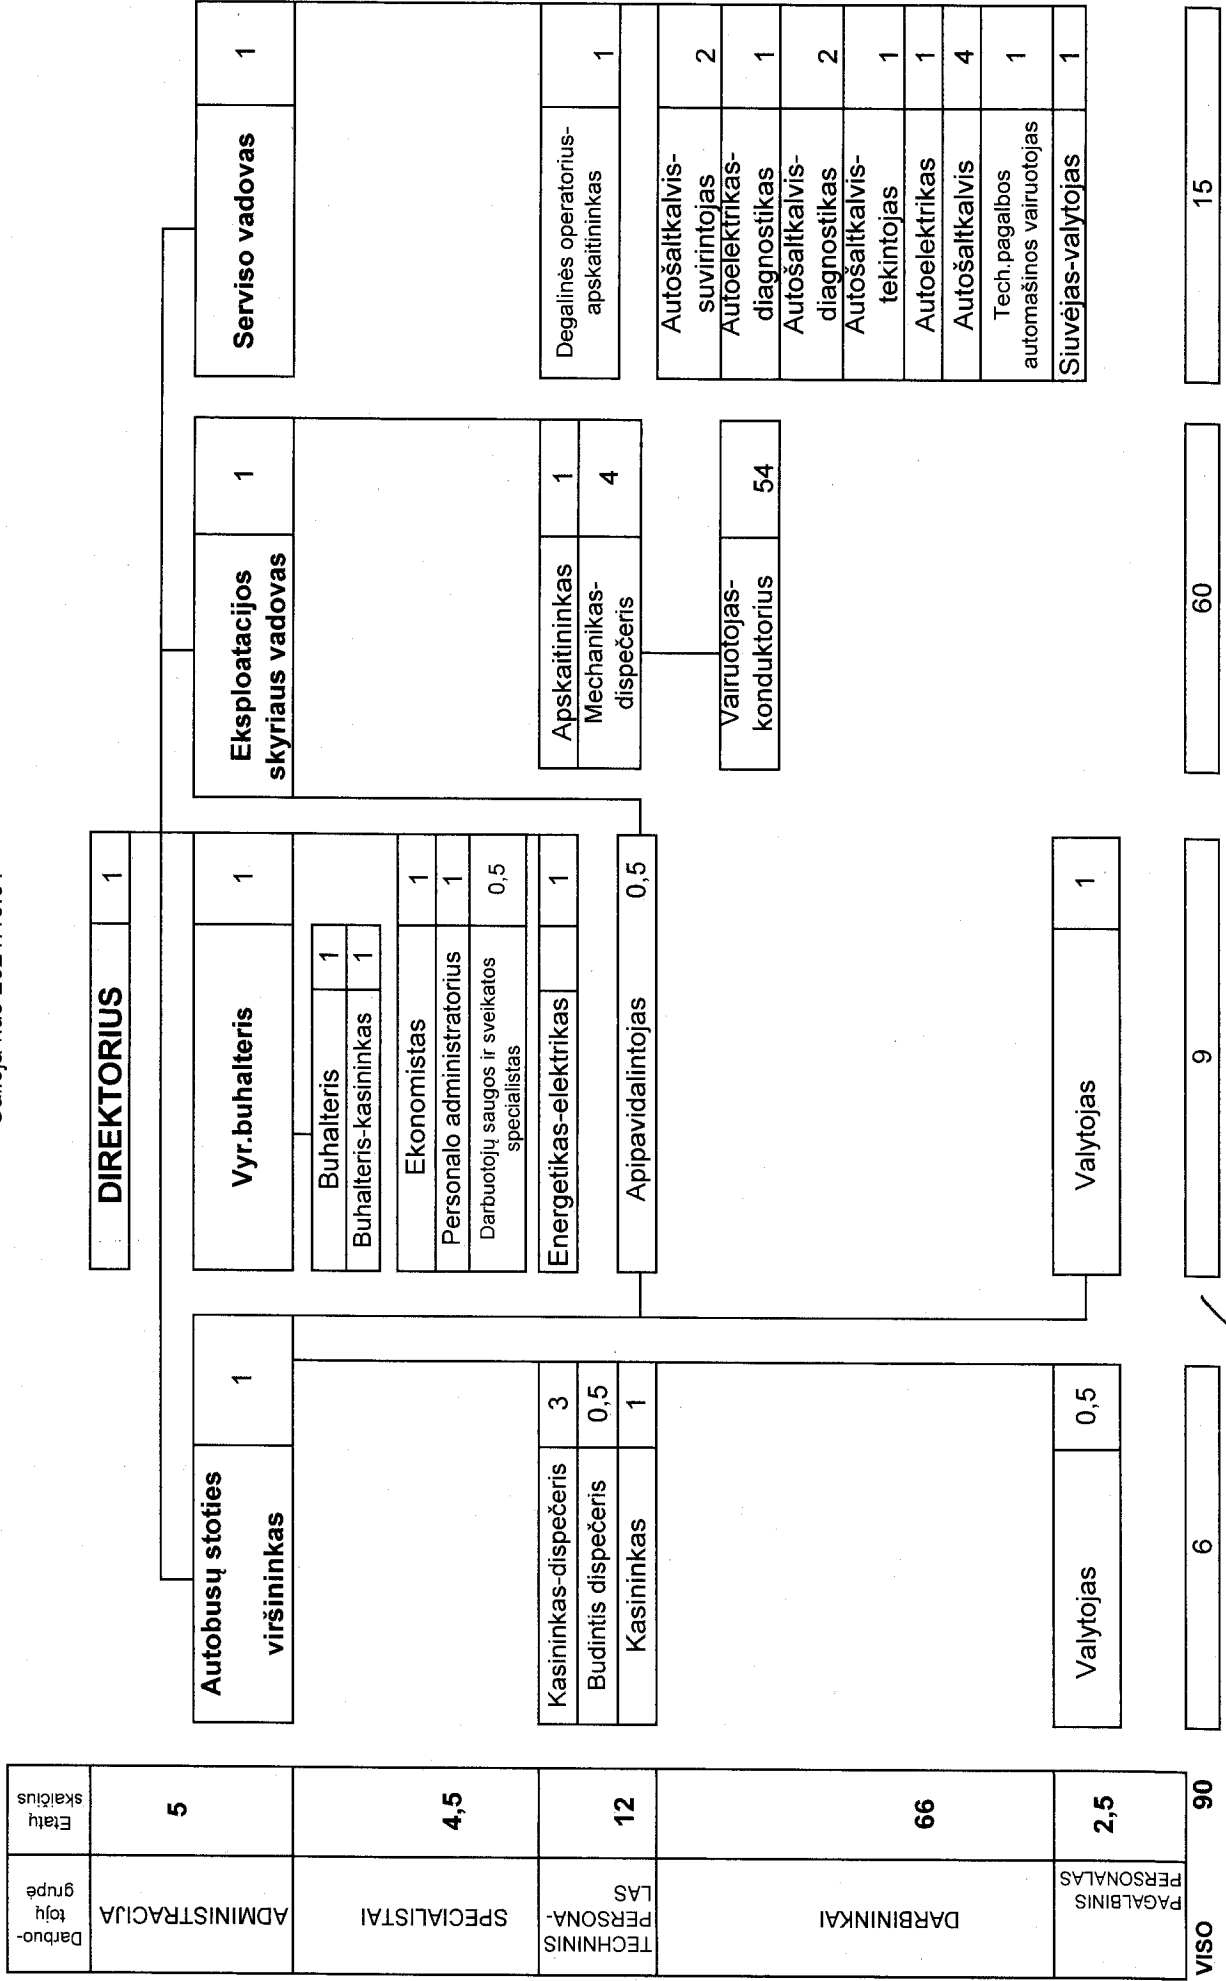 DIREKTORIUS 1
Autobusų stoties
viršininkas
1
Vyr.buhalteris 1
Eksploatacijos
skyriaus vadovas
1
Serviso vadovas 1
Buhalteris 1
Buhalteris-kasininkas 1
Ekonomistas 1
Personalo administratorius 1
Darbuotojų saugos ir sveikatos
specialistas
0,5
Kasininkas-dispečeris 3
Budintis dispečeris 0,5
Kasininkas 1
Energetikas-elektrikas 1
Apipavidalintojas 0,5
Apskaitininkas 1
Mechanikas-
dispečeris
4
Degalinės operatorius-
apskaitininkas
1
Vairuotojas-
konduktorius
54
Autošaltkalvis-
suvirintojas
2
Autoelektrikas-
diagnostikas
1
Autošaltkalvis-
diagnostikas
2
Autošaltkalvis-
tekintojas
1
Autoelektrikas 1
Autošaltkalvis 4
Tech.pagalbos
automašinos vairuotojas
1
Siuvėjas-valytojas 1
Valytojas 0,5
Valytojas 1
6 9 60 15
Darbuo-
tojų
grupė
Etatų
skaičius
ADMINISTRACIJA 5
SPECIALISTAI 4,5
TECHNINIS
PERSONA-
LAS
12
DARBININKAI 66
PAGALBINIS
PERSONALAS
2,5
VISO 90